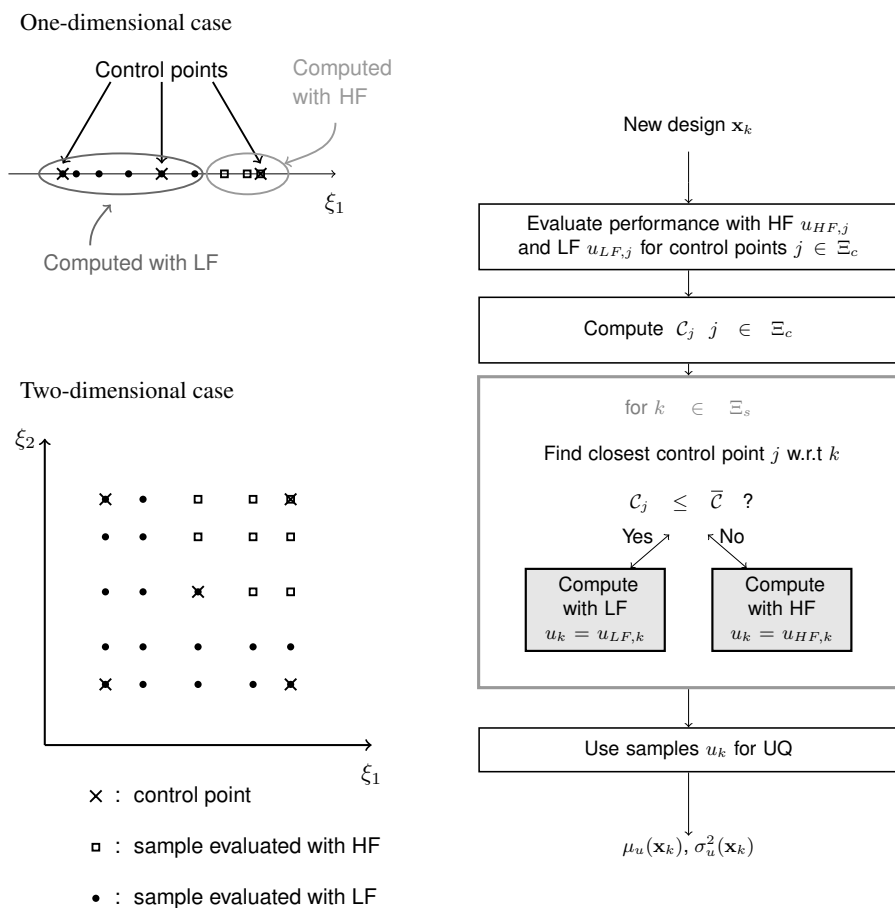 One-dimensional case
Control points
Computed
with HF
ξ₁
Computed with LF
Two-dimensional case
ξ₂
ξ₁
× : control point
□ : sample evaluated with HF
• : sample evaluated with LF
New design 𝐱ₖ
Evaluate performance with HF u_{HF,j}
and LF u_{LF,j} for control points j ∈ Ξ_c
Compute 𝒞_j j ∈ Ξ_c
for k ∈ Ξ_s
Find closest control point j w.r.t k
𝒞_j ≤ \overline{𝒞} ?
Yes
No
Compute
with LF
u_k = u_{LF,k}
Compute
with HF
u_k = u_{HF,k}
Use samples u_k for UQ
μ_u(𝐱_k), σ_u^2(𝐱_k)